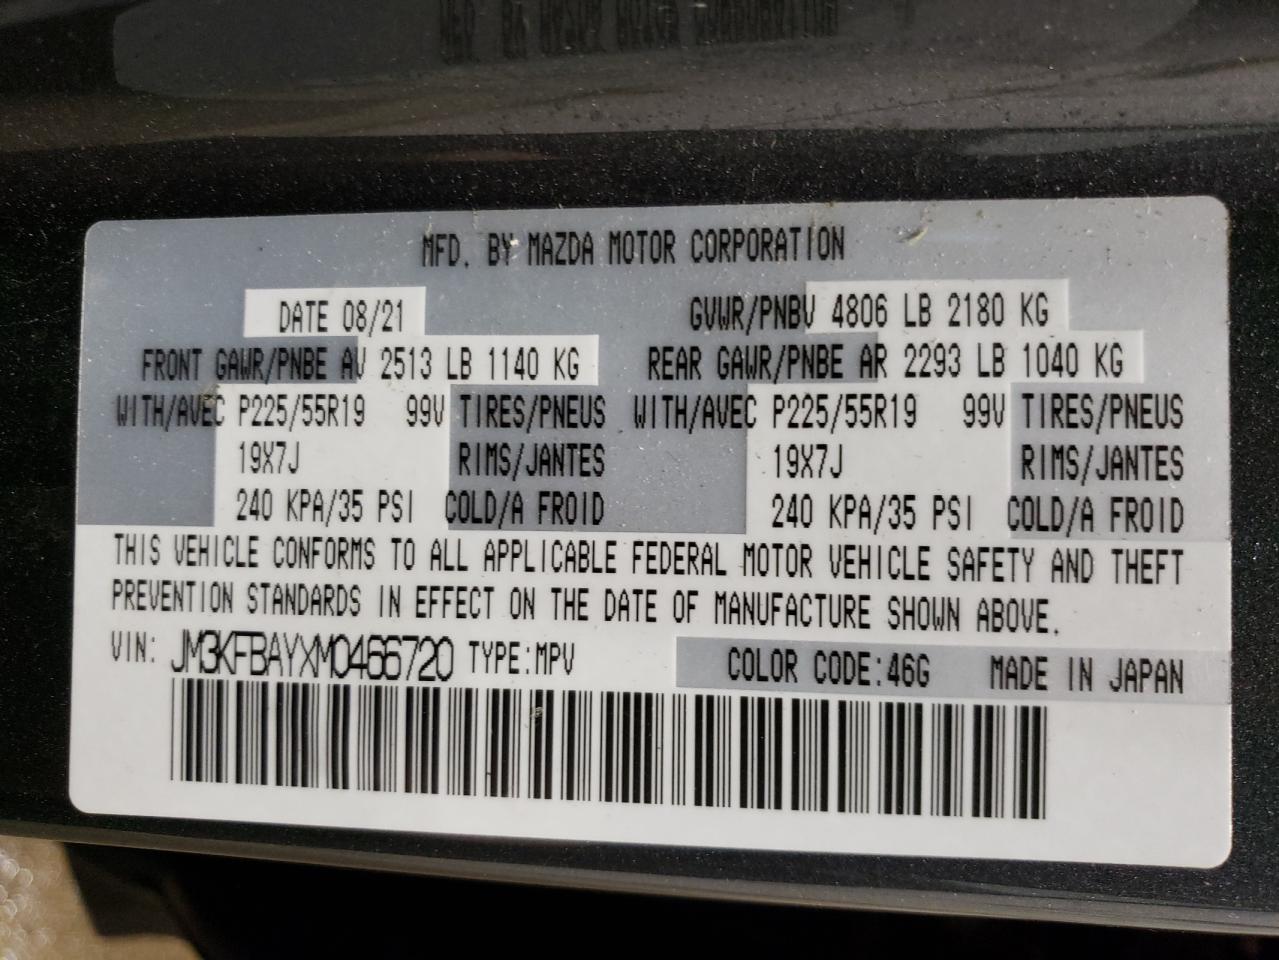 MFD. BY MAZDA MOTOR CORPORATION
DATE 08/21 GVWR/PNBV 4806 LB 2180 KG
FRONT GAWR/PNBE AV 2513 LB 1140 KG REAR GAWR/PNBE AR 2293 LB 1040 KG
WITH/AVEC P225/55R19 99V TIRES/PNEUS WITH/AVEC P225/55R19 99V TIRES/PNEUS
19X7J RIMS/JANTES 19X7J RIMS/JANTES
240 KPA/35 PSI COLD/A FROID 240 KPA/35 PSI COLD/A FROID
THIS VEHICLE CONFORMS TO ALL APPLICABLE FEDERAL MOTOR VEHICLE SAFETY AND THEFT
PREVENTION STANDARDS IN EFFECT ON THE DATE OF MANUFACTURE SHOWN ABOVE.
VIN: JM3KFBAYXM0466720 TYPE:MPV COLOR CODE:46G MADE IN JAPAN